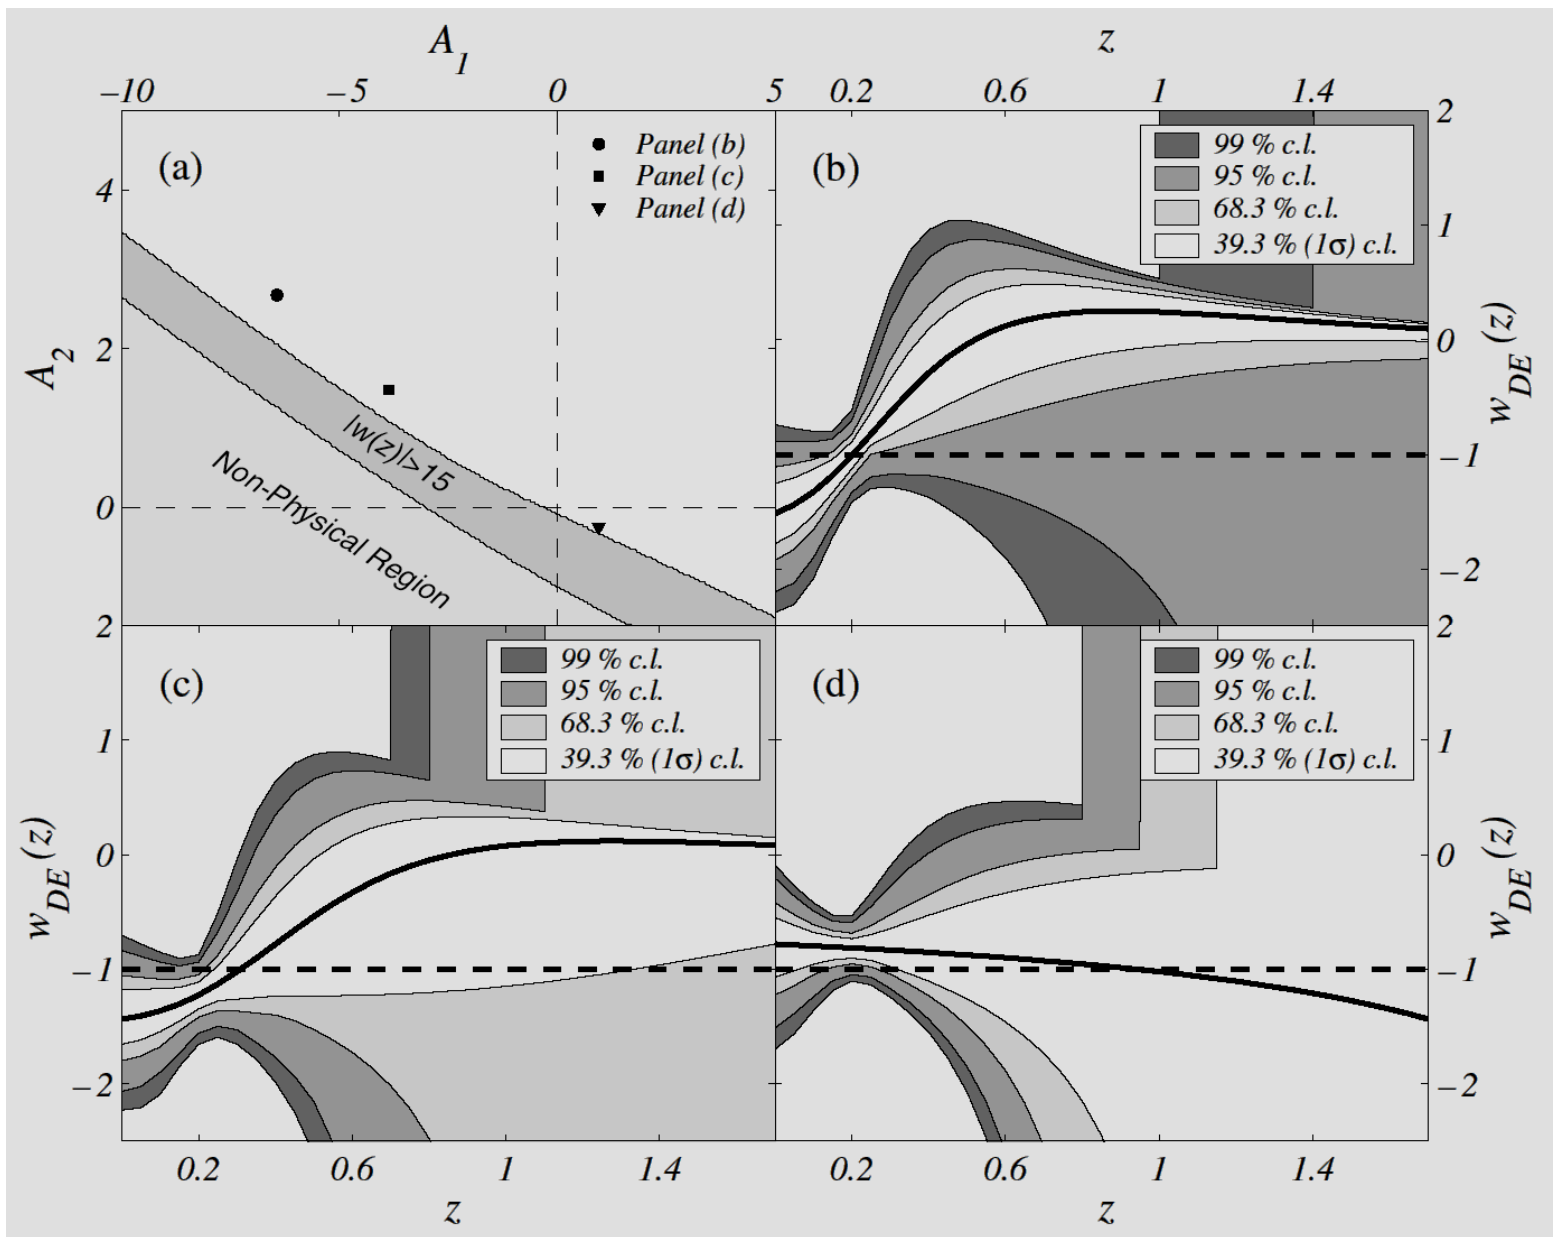 A1 z
−10 −5 0 5 0.2 0.6 1 1.4
(a)
Panel (b)
Panel (c)
Panel (d)
4
2
0
A2
|w(z)|>15
Non-Physical Region
(b)
99 % c.l.
95 % c.l.
68.3 % c.l.
39.3 % (1σ) c.l.
2
1
0
−1
−2
wDE(z)
(c)
99 % c.l.
95 % c.l.
68.3 % c.l.
39.3 % (1σ) c.l.
2
1
0
−1
−2
wDE(z)
(d)
99 % c.l.
95 % c.l.
68.3 % c.l.
39.3 % (1σ) c.l.
2
1
0
−1
−2
wDE(z)
0.2 0.6 1 1.4 0.2 0.6 1 1.4
z z